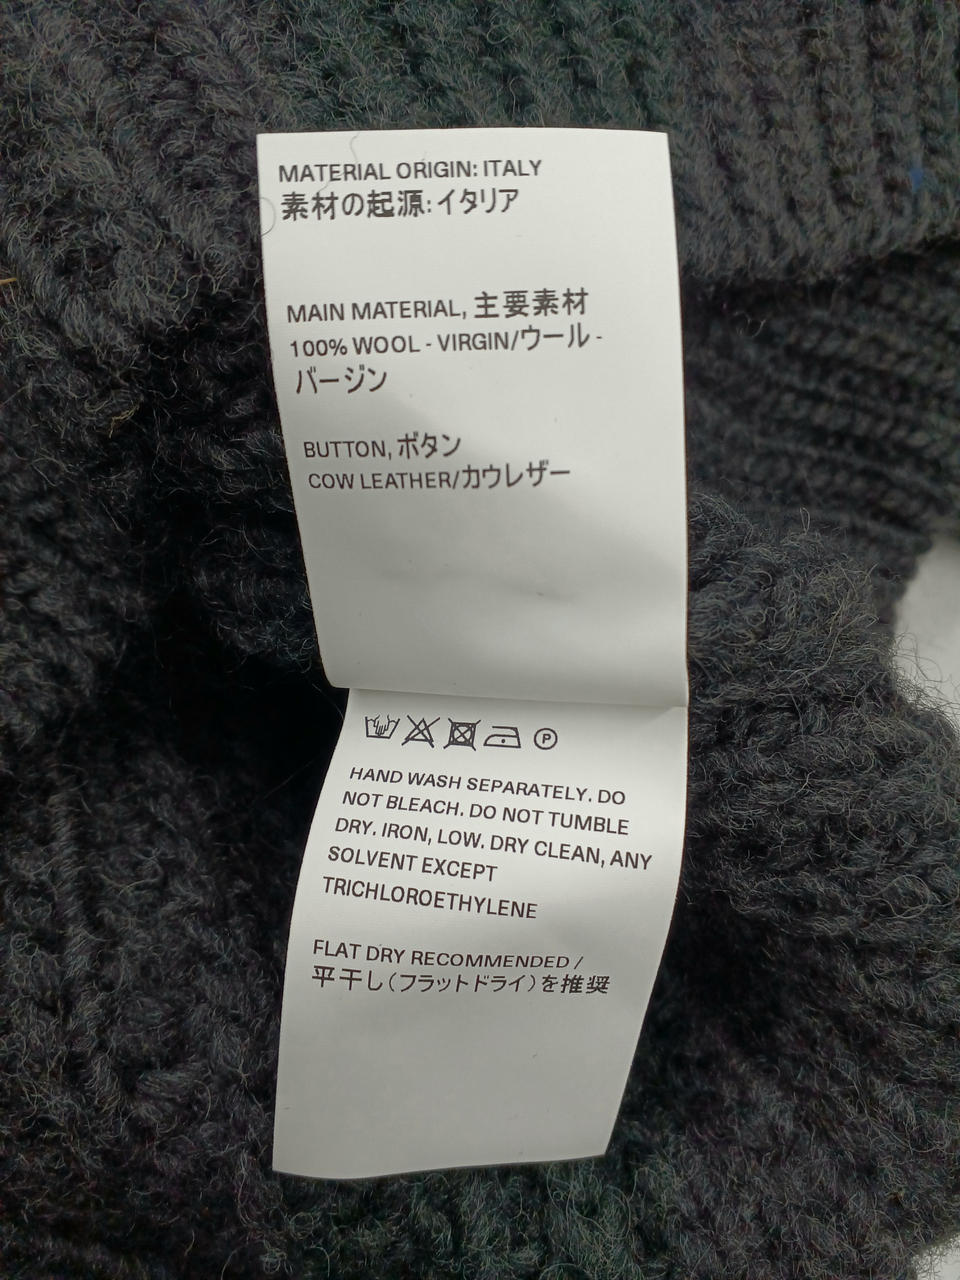 MATERIAL ORIGIN: ITALY
素材の起源: イタリア
MAIN MATERIAL, 主要素材
100% WOOL - VIRGIN/ウール -
バージン
BUTTON, ボタン
COW LEATHER/カウレザー
P
HAND WASH SEPARATELY. DO
NOT BLEACH. DO NOT TUMBLE
DRY. IRON, LOW. DRY CLEAN, ANY
SOLVENT EXCEPT
TRICHLOROETHYLENE
FLAT DRY RECOMMENDED /
平干し(フラットドライ)を推奨